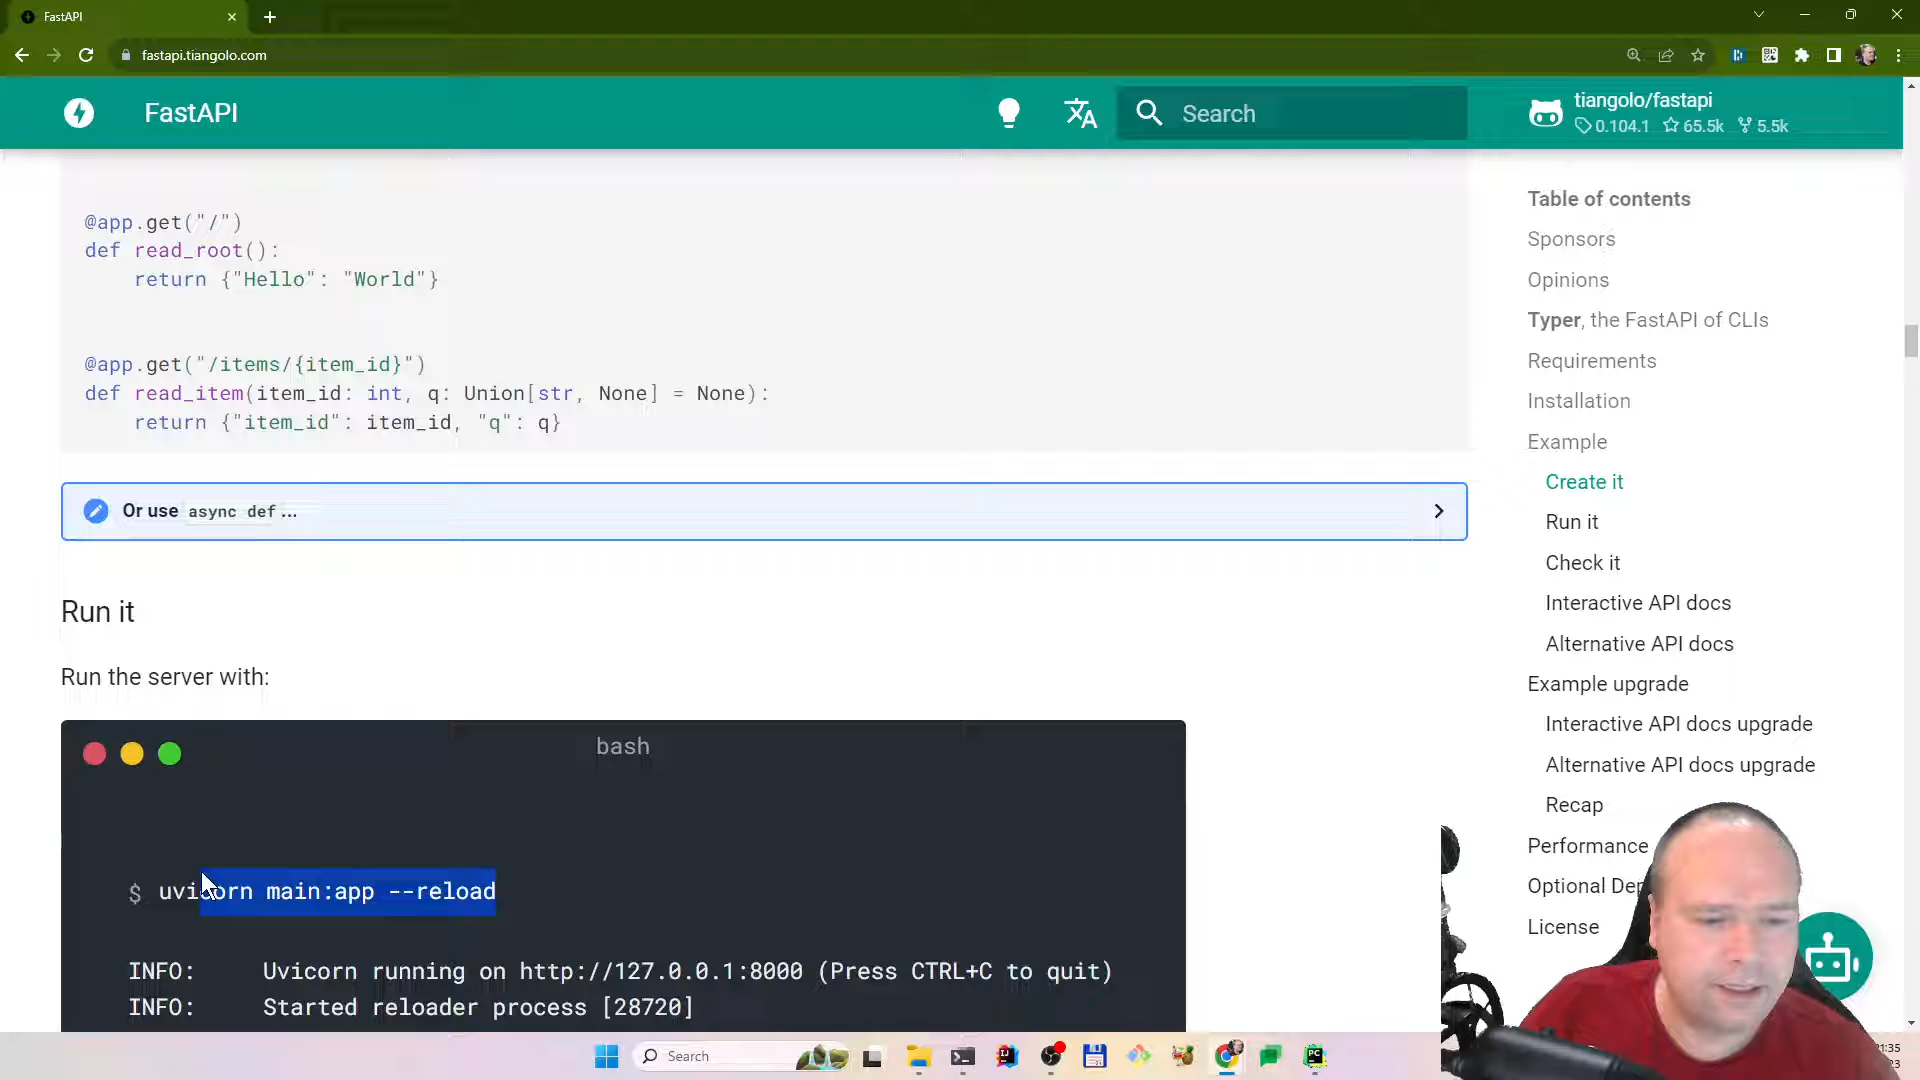 FastAPI
fastapi.tiangolo.com
FastAPI
Search
tiangolo/fastapi
0.104.1 65.5k 5.5k
@app.get("/")
def read_root():
return {"Hello": "World"}
@app.get("/items/{item_id}")
def read_item(item_id: int, q: Union[str, None] = None):
return {"item_id": item_id, "q": q}
Or use async def...
Run it
Run the server with:
bash
$ uvicorn main:app --reload
INFO: Uvicorn running on http://127.0.0.1:8000 (Press CTRL+C to quit)
INFO: Started reloader process [28720]
Table of contents
Sponsors
Opinions
Typer, the FastAPI of CLIs
Requirements
Installation
Example
Create it
Run it
Check it
Interactive API docs
Alternative API docs
Example upgrade
Interactive API docs upgrade
Alternative API docs upgrade
Recap
Performance
Optional
License
Search
PC